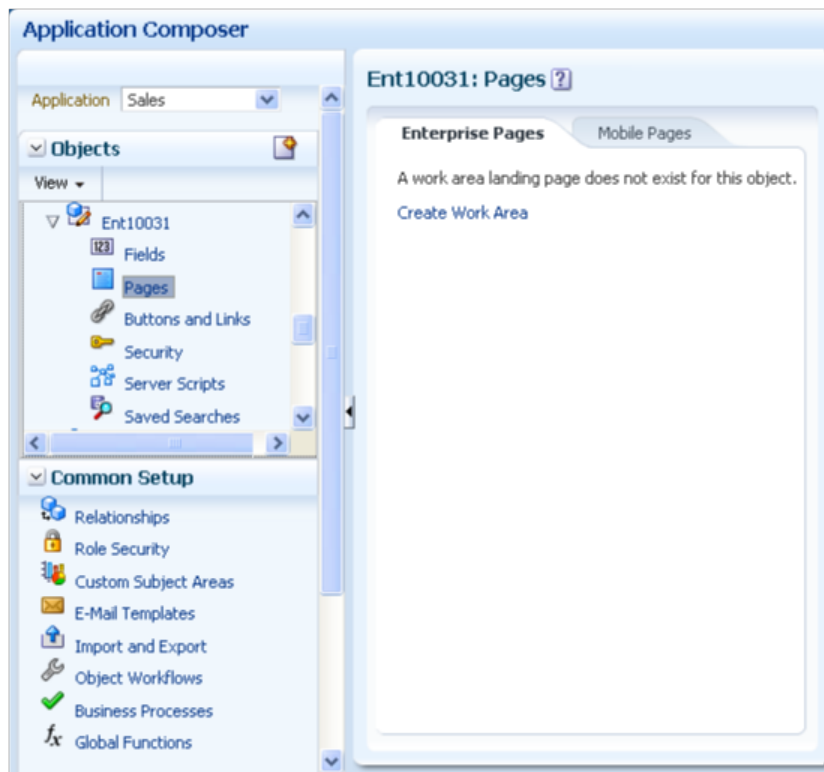 Application Composer
Application Sales
Objects
View
Ent10031
123 Fields
Pages
Buttons and Links
Security
Server Scripts
Saved Searches
Common Setup
Relationships
Role Security
Custom Subject Areas
E-Mail Templates
Import and Export
Object Workflows
Business Processes
fx Global Functions
Ent10031: Pages ?
Enterprise Pages Mobile Pages
A work area landing page does not exist for this object.
Create Work Area